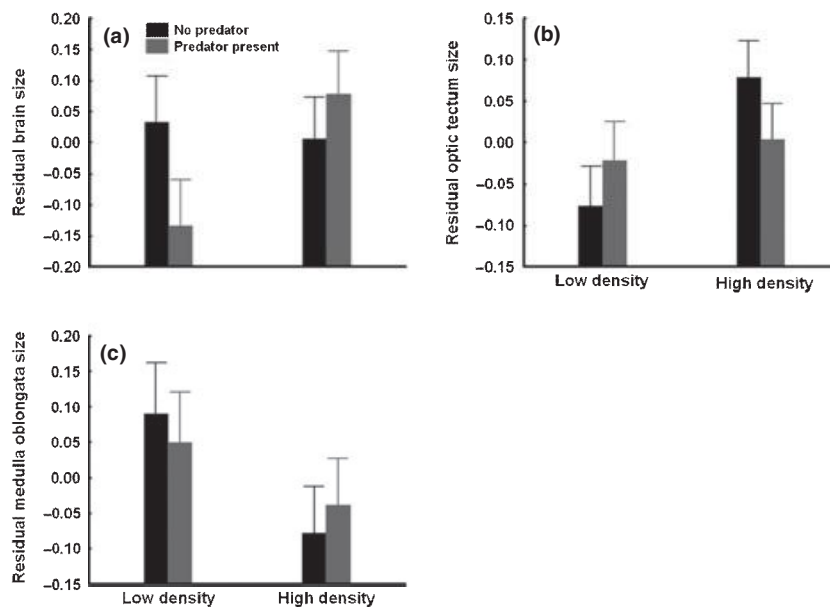 (a)
No predator
Predator present
Residual brain size
0.20
0.15
0.10
0.05
0.00
–0.05
–0.10
–0.15
–0.20
(b)
Residual optic tectum size
0.15
0.10
0.05
0.00
–0.05
–0.10
–0.15
Low density High density
(c)
Residual medulla oblongata size
0.20
0.15
0.10
0.05
0.00
–0.05
–0.10
–0.15
Low density High density